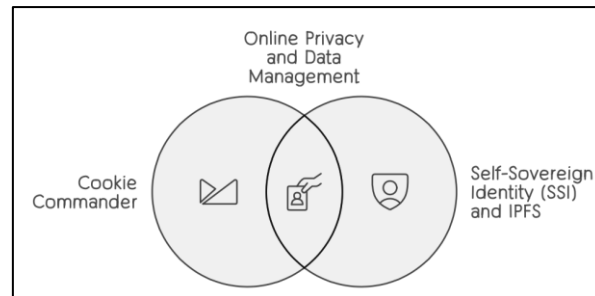 Online Privacy
and Data
Management
Cookie
Commander
Self-Sovereign
Identity (SSI)
and IPFS